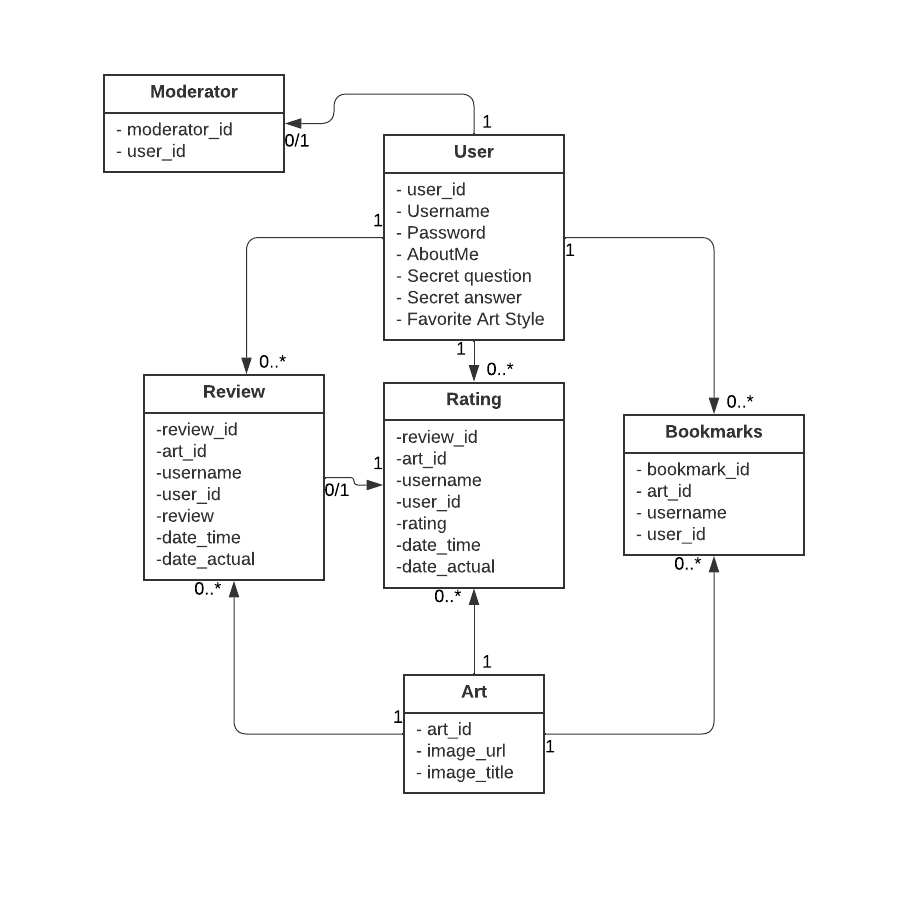 Moderator
- moderator_id
- user_id
0/1
1
User
- user_id
- Username
- Password
- AboutMe
- Secret question
- Secret answer
- Favorite Art Style
1
1
1
0..*
0..*
0..*
Review
-review_id
-art_id
-username
-user_id
-review
-date_time
-date_actual
0/1
1
Rating
-review_id
-art_id
-username
-user_id
-rating
-date_time
-date_actual
Bookmarks
- bookmark_id
- art_id
- username
- user_id
0..*
0..*
0..*
1
1
1
Art
- art_id
- image_url
- image_title